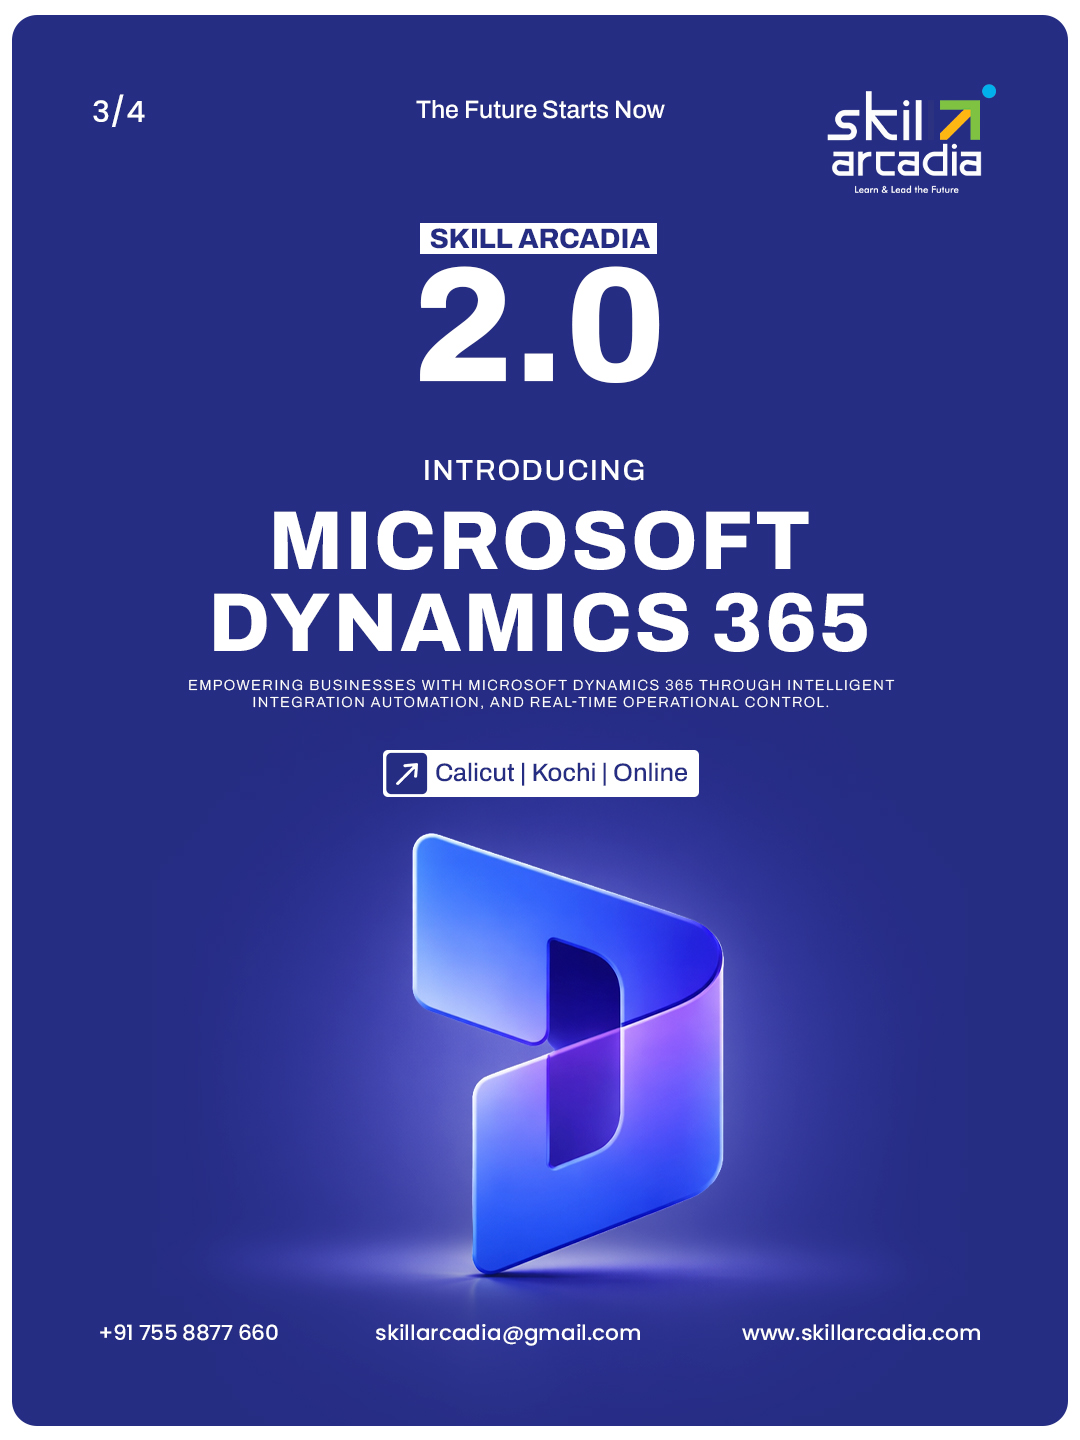 3/4
The Future Starts Now
skill
arcadia
Learn & Lead the Future
SKILL ARCADIA
2.0
INTRODUCING
MICROSOFT
DYNAMICS 365
EMPOWERING BUSINESSES WITH MICROSOFT DYNAMICS 365 THROUGH INTELLIGENT
INTEGRATION AUTOMATION, AND REAL-TIME OPERATIONAL CONTROL.
Calicut | Kochi | Online
+91 755 8877 660
skillarcadia@gmail.com
www.skillarcadia.com